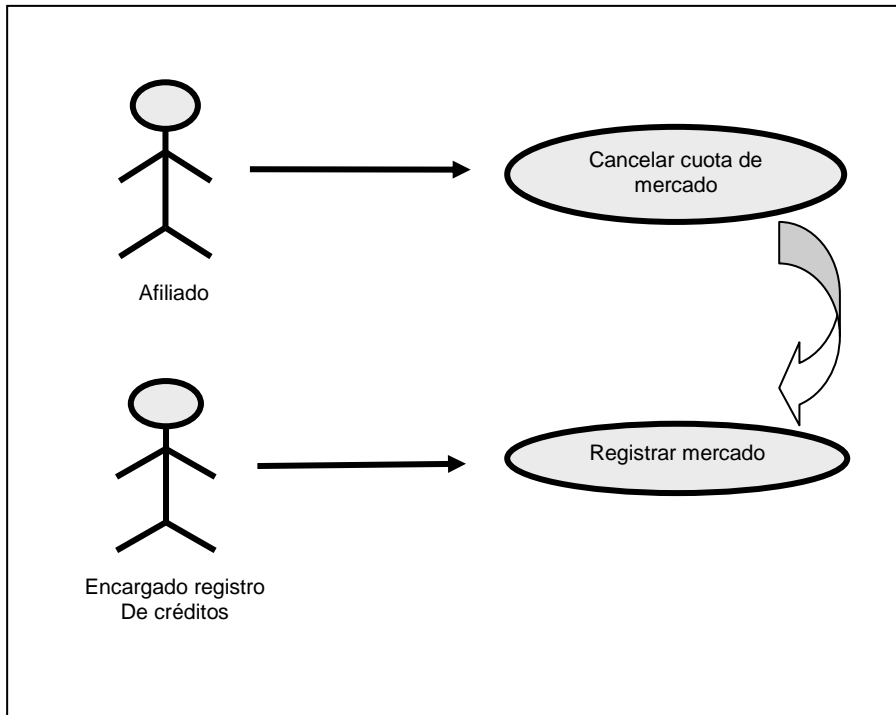 Cancelar cuota de
mercado
Afiliado
Registrar mercado
Encargado registro
De créditos